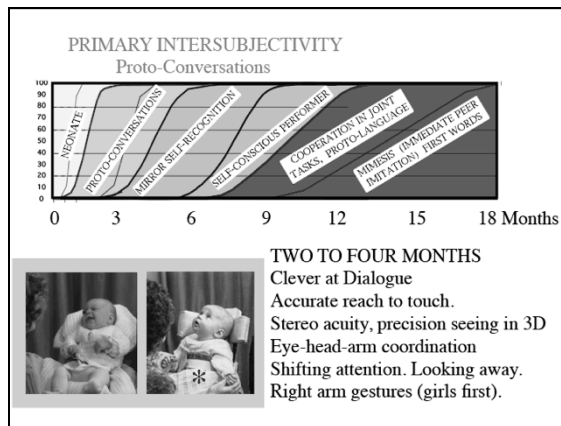 PRIMARY INTERSUBJECTIVITY
Proto-Conversations
100
90
80
70
60
50
40
30
20
10
0
NEONATE
PROTO-CONVERSATIONS
MIRROR SELF-RECOGNITION
SELF-CONSCIOUS PERFORMER
COOPERATION IN JOINT
TASKS, PROTO-LANGUAGE
MIMESIS (IMMEDIATE PEER
IMITATION) FIRST WORDS
0 3 6 9 12 15 18 Months
TWO TO FOUR MONTHS
Clever at Dialogue
Accurate reach to touch.
Stereo acuity, precision seeing in 3D
Eye-head-arm coordination
Shifting attention. Looking away.
Right arm gestures (girls first).
*